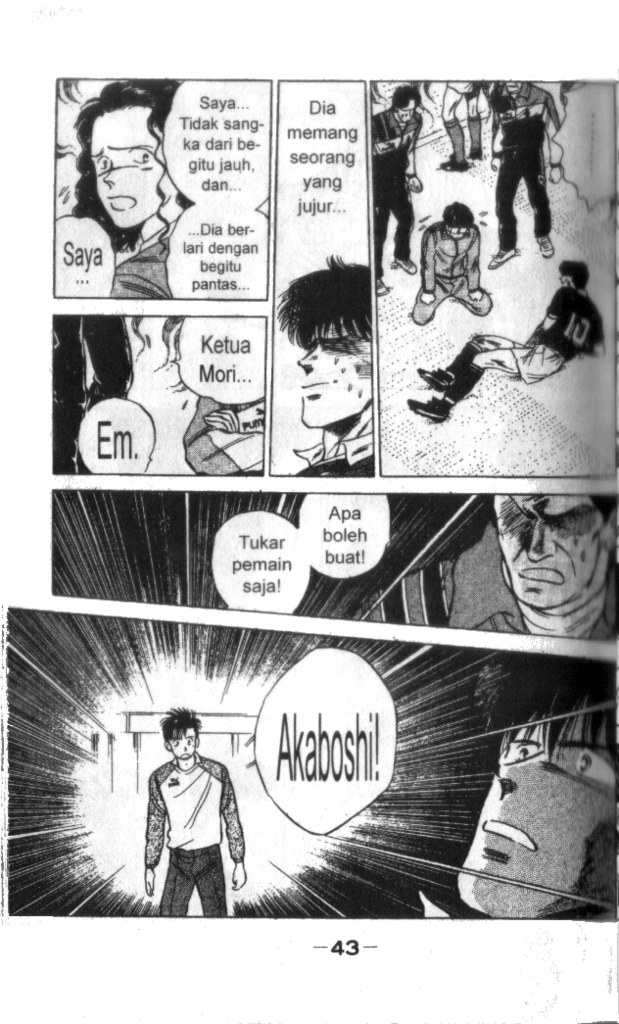 10
Dia
memang
seorang
yang
jujur...
Saya...
Tidak sang-
ka dari be-
gitu jauh,
dan...
...Dia ber-
lari dengan
begitu
pantas...
Saya
...
Ketua
Mori...
Em.
Apa
boleh
buat!
Tukar
pemain
saja!
Akaboshi!
—43—